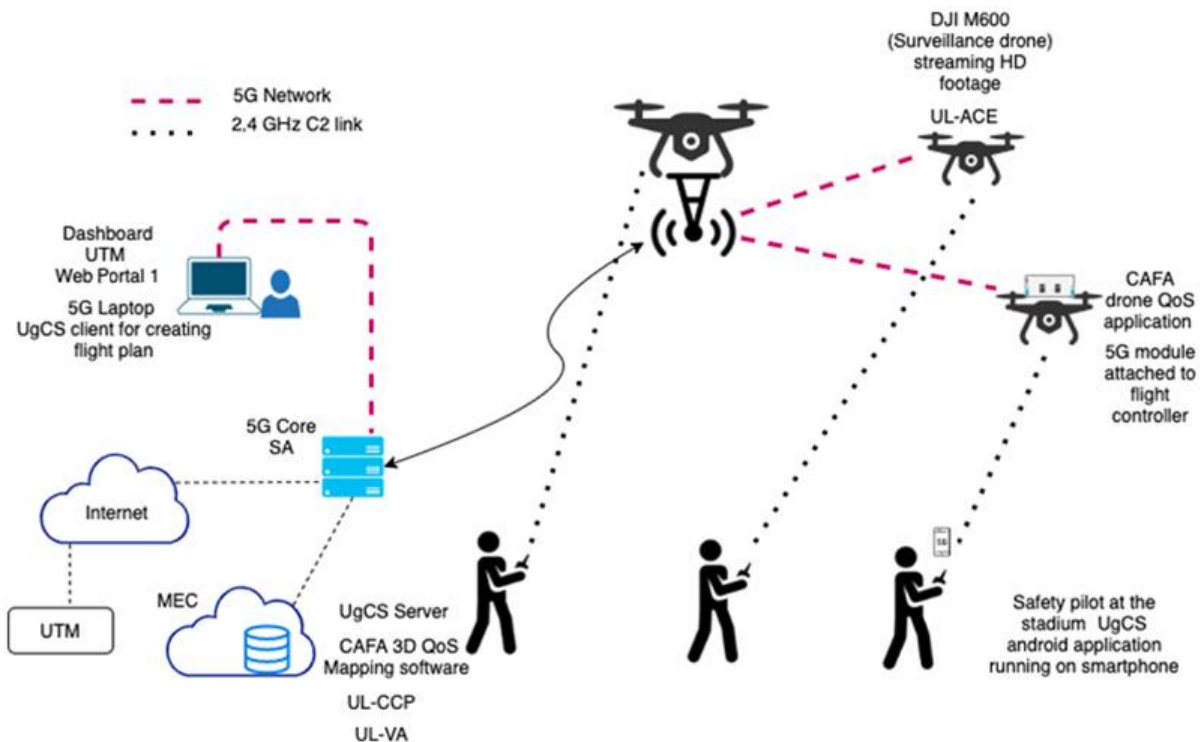 DJI M600
(Surveillance drone)
streaming HD
footage
UL-ACE
5G Network
2,4 GHz C2 link
Dashboard
UTM
Web Portal 1
5G Laptop
UgCS client for creating
flight plan
CAFA
drone QoS
application
5G module
attached to
flight
controller
5G Core
SA
Internet
MEC
UTM
UgCS Server
CAFA 3D QoS
Mapping software
UL-CCP
UL-VA
5G
Safety pilot at the
stadium UgCS
android application
running on smartphone